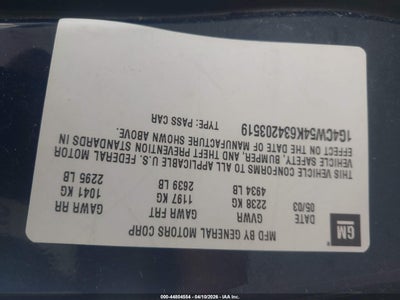 GM
MFD BY GENERAL MOTORS CORP
DATE GVWR GAWR FRT GAWR RR
05/03 2238 KG 1197 KG 1041 KG
4934 LB 2639 LB 2295 LB
THIS VEHICLE CONFORMS TO ALL APPLICABLE U.S. FEDERAL MOTOR
VEHICLE SAFETY, BUMPER, AND THEFT PREVENTION STANDARDS IN
EFFECT ON THE DATE OF MANUFACTURE SHOWN ABOVE.
1G4CW54K634203519 TYPE: PASS CAR
000-44804554 - 04/10/2026 - IAA Inc.